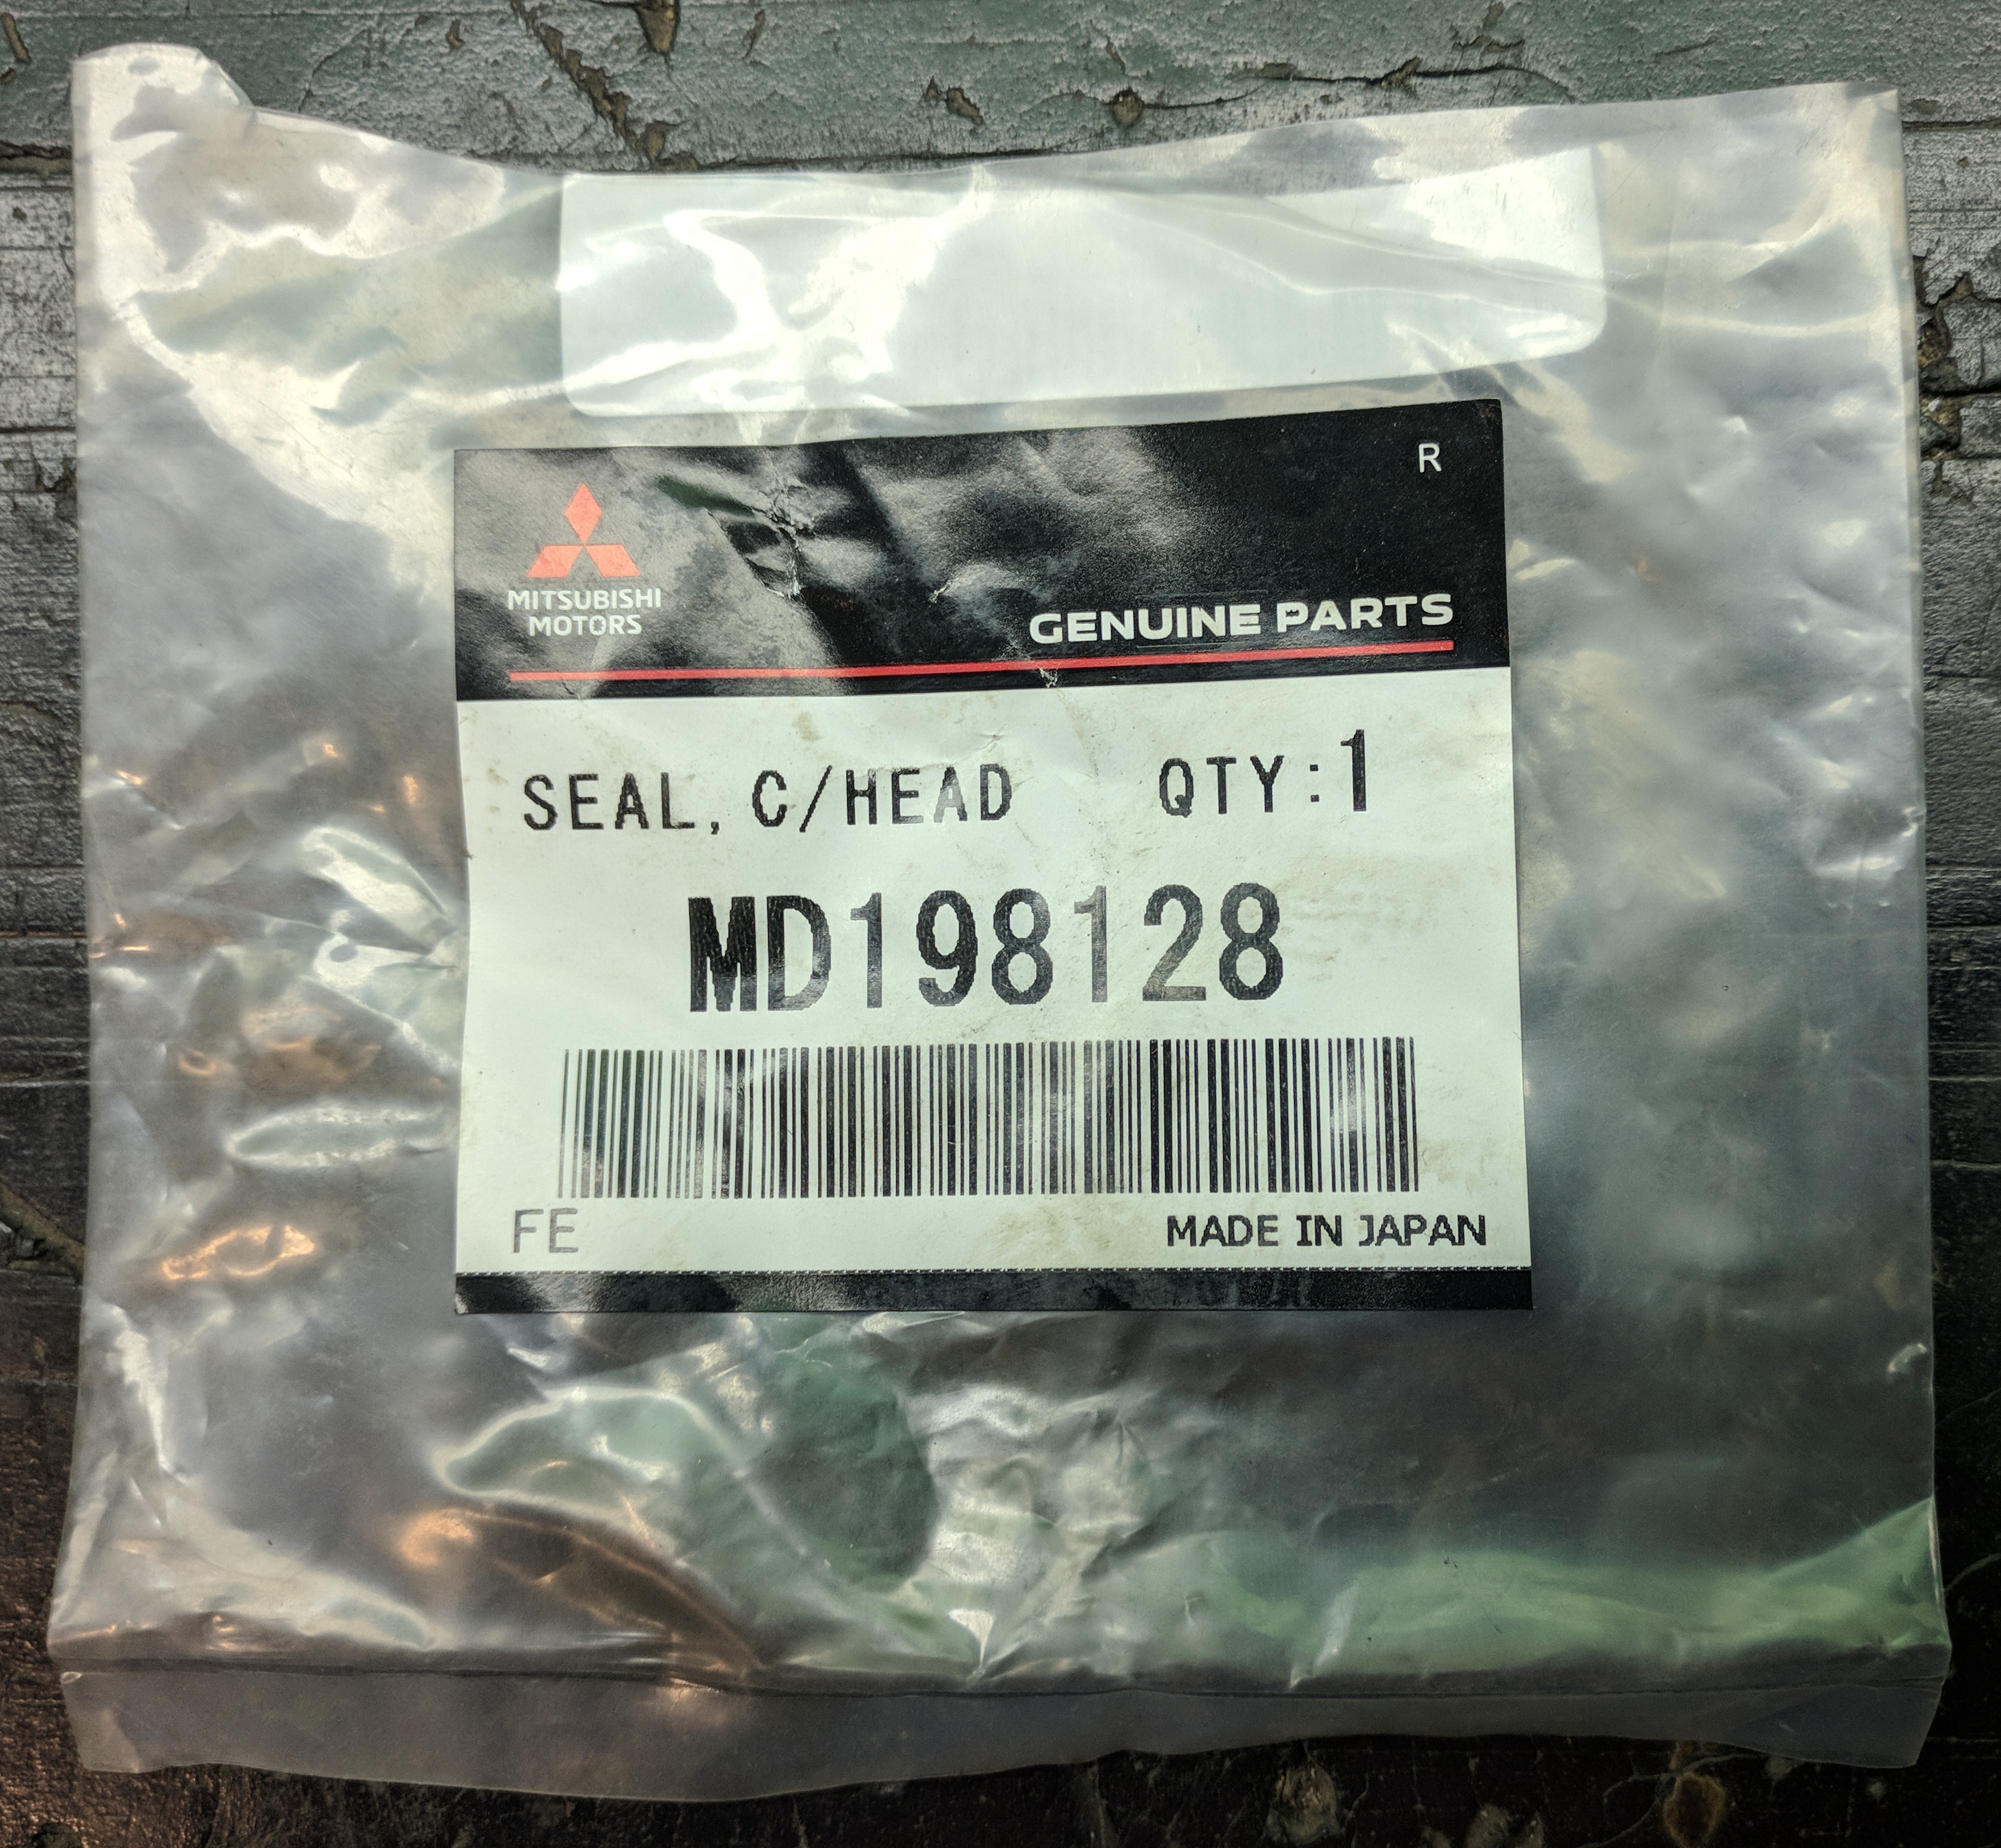 R
MITSUBISHI
MOTORS
GENUINE PARTS
SEAL, C/HEAD QTY:1
MD198128
FE MADE IN JAPAN